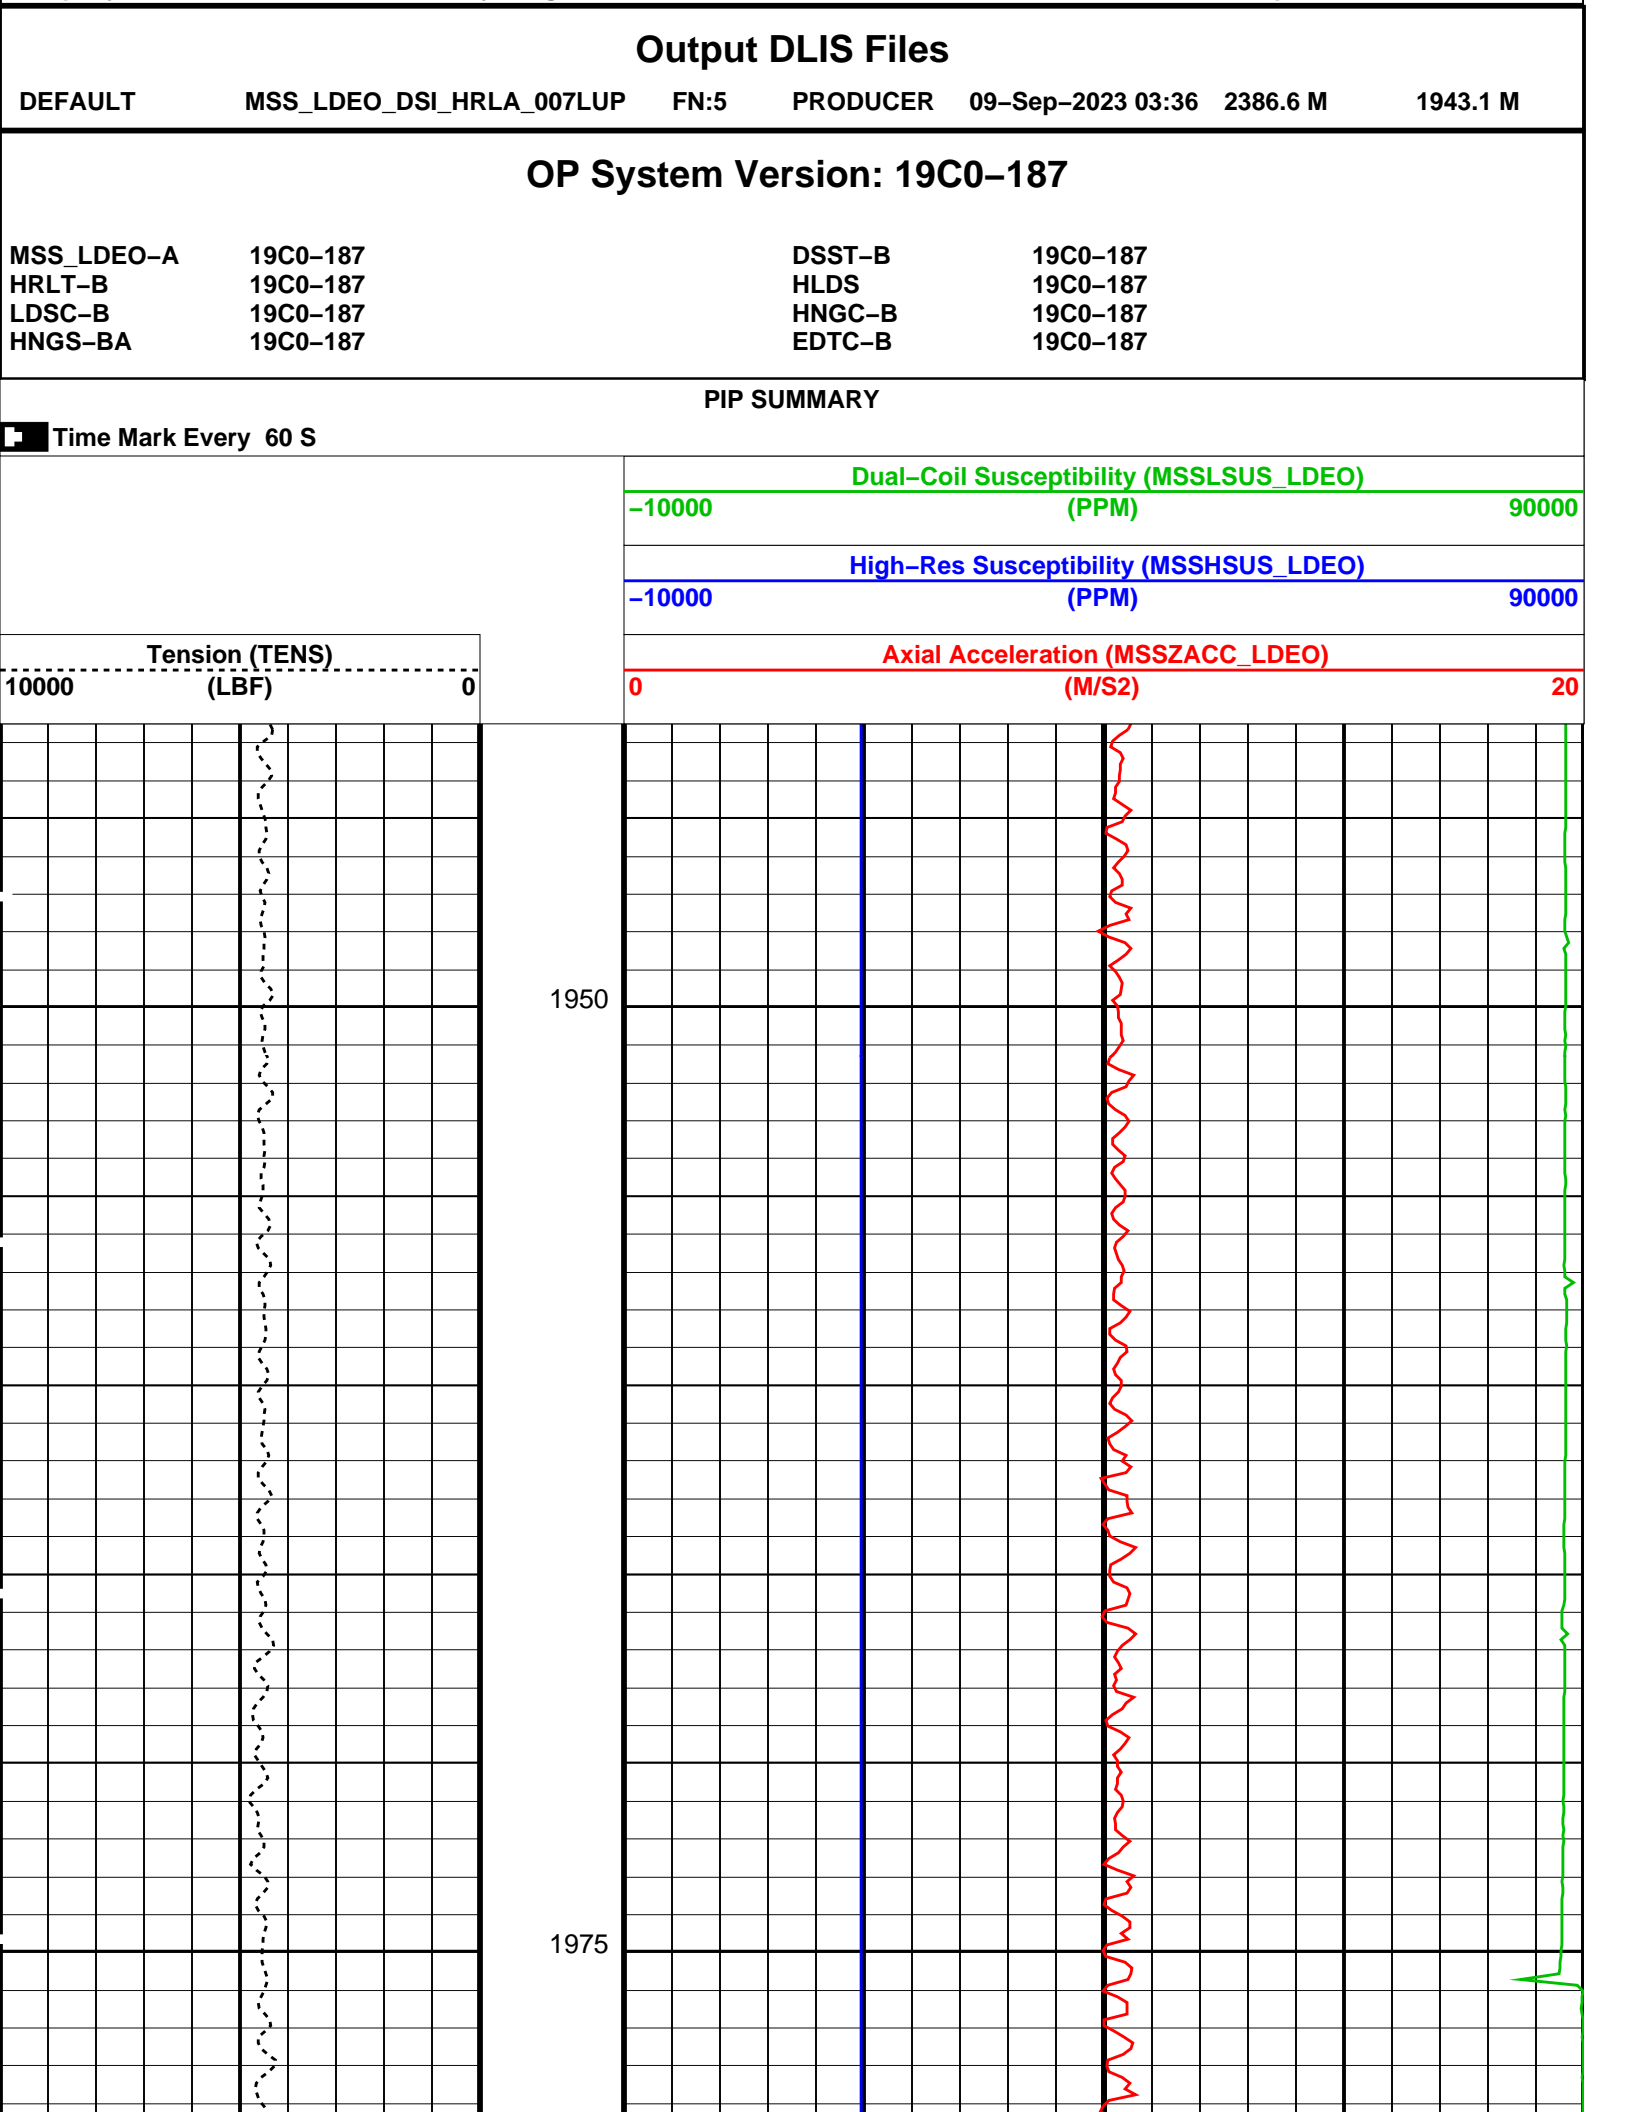 Output DLIS Files
DEFAULT MSS_LDEO_DSI_HRLA_007LUP FN:5 PRODUCER 09–Sep–2023 03:36 2386.6 M 1943.1 M
OP System Version: 19C0–187
MSS_LDEO–A 19C0–187 DSST–B 19C0–187
HRLT–B 19C0–187 HLDS 19C0–187
LDSC–B 19C0–187 HNGC–B 19C0–187
HNGS–BA 19C0–187 EDTC–B 19C0–187
PIP SUMMARY
Time Mark Every 60 S
Dual–Coil Susceptibility (MSSLSUS_LDEO)
–10000 (PPM) 90000
High–Res Susceptibility (MSSHSUS_LDEO)
–10000 (PPM) 90000
Tension (TENS) Axial Acceleration (MSSZACC_LDEO)
10000 (LBF) 0 0 (M/S2) 20
1950
1975